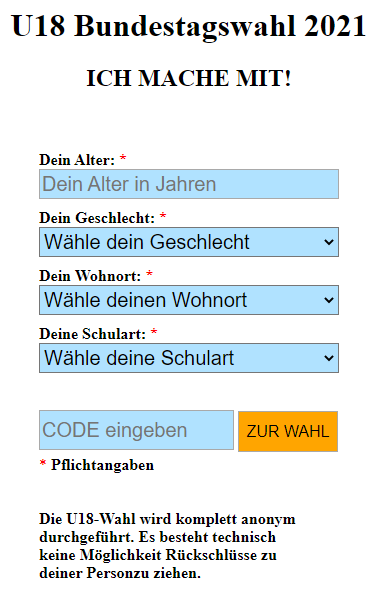 U18 Bundestagswahl 2021
ICH MACHE MIT!
Dein Alter: *
Dein Alter in Jahren
Dein Geschlecht: *
Wähle dein Geschlecht
Dein Wohnort: *
Wähle deinen Wohnort
Deine Schulart: *
Wähle deine Schulart
CODE eingeben ZUR WAHL
* Pflichtangaben
Die U18-Wahl wird komplett anonym
durchgeführt. Es besteht technisch
keine Möglichkeit Rückschlüsse zu
deiner Personzu ziehen.